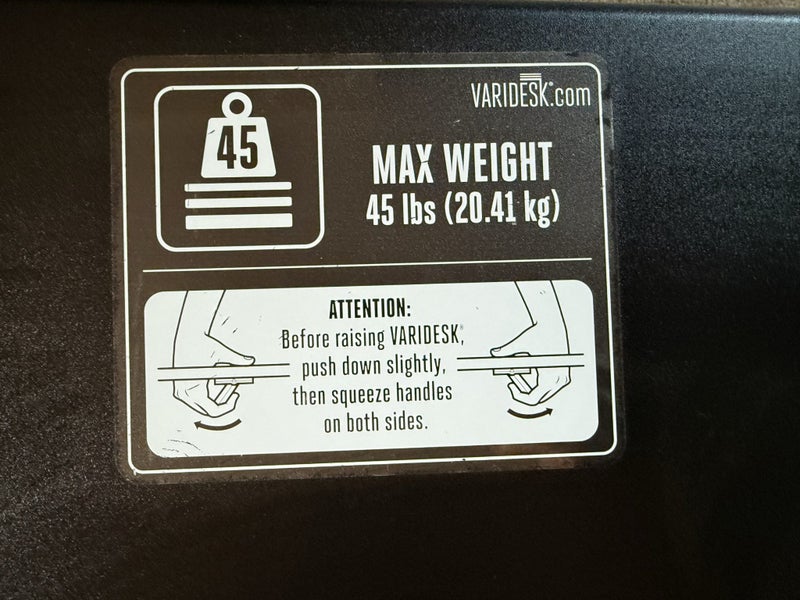 VARIDESK®.com
45
MAX WEIGHT
45 lbs (20.41 kg)
ATTENTION:
Before raising VARIDESK®,
push down slightly,
then squeeze handles
on both sides.